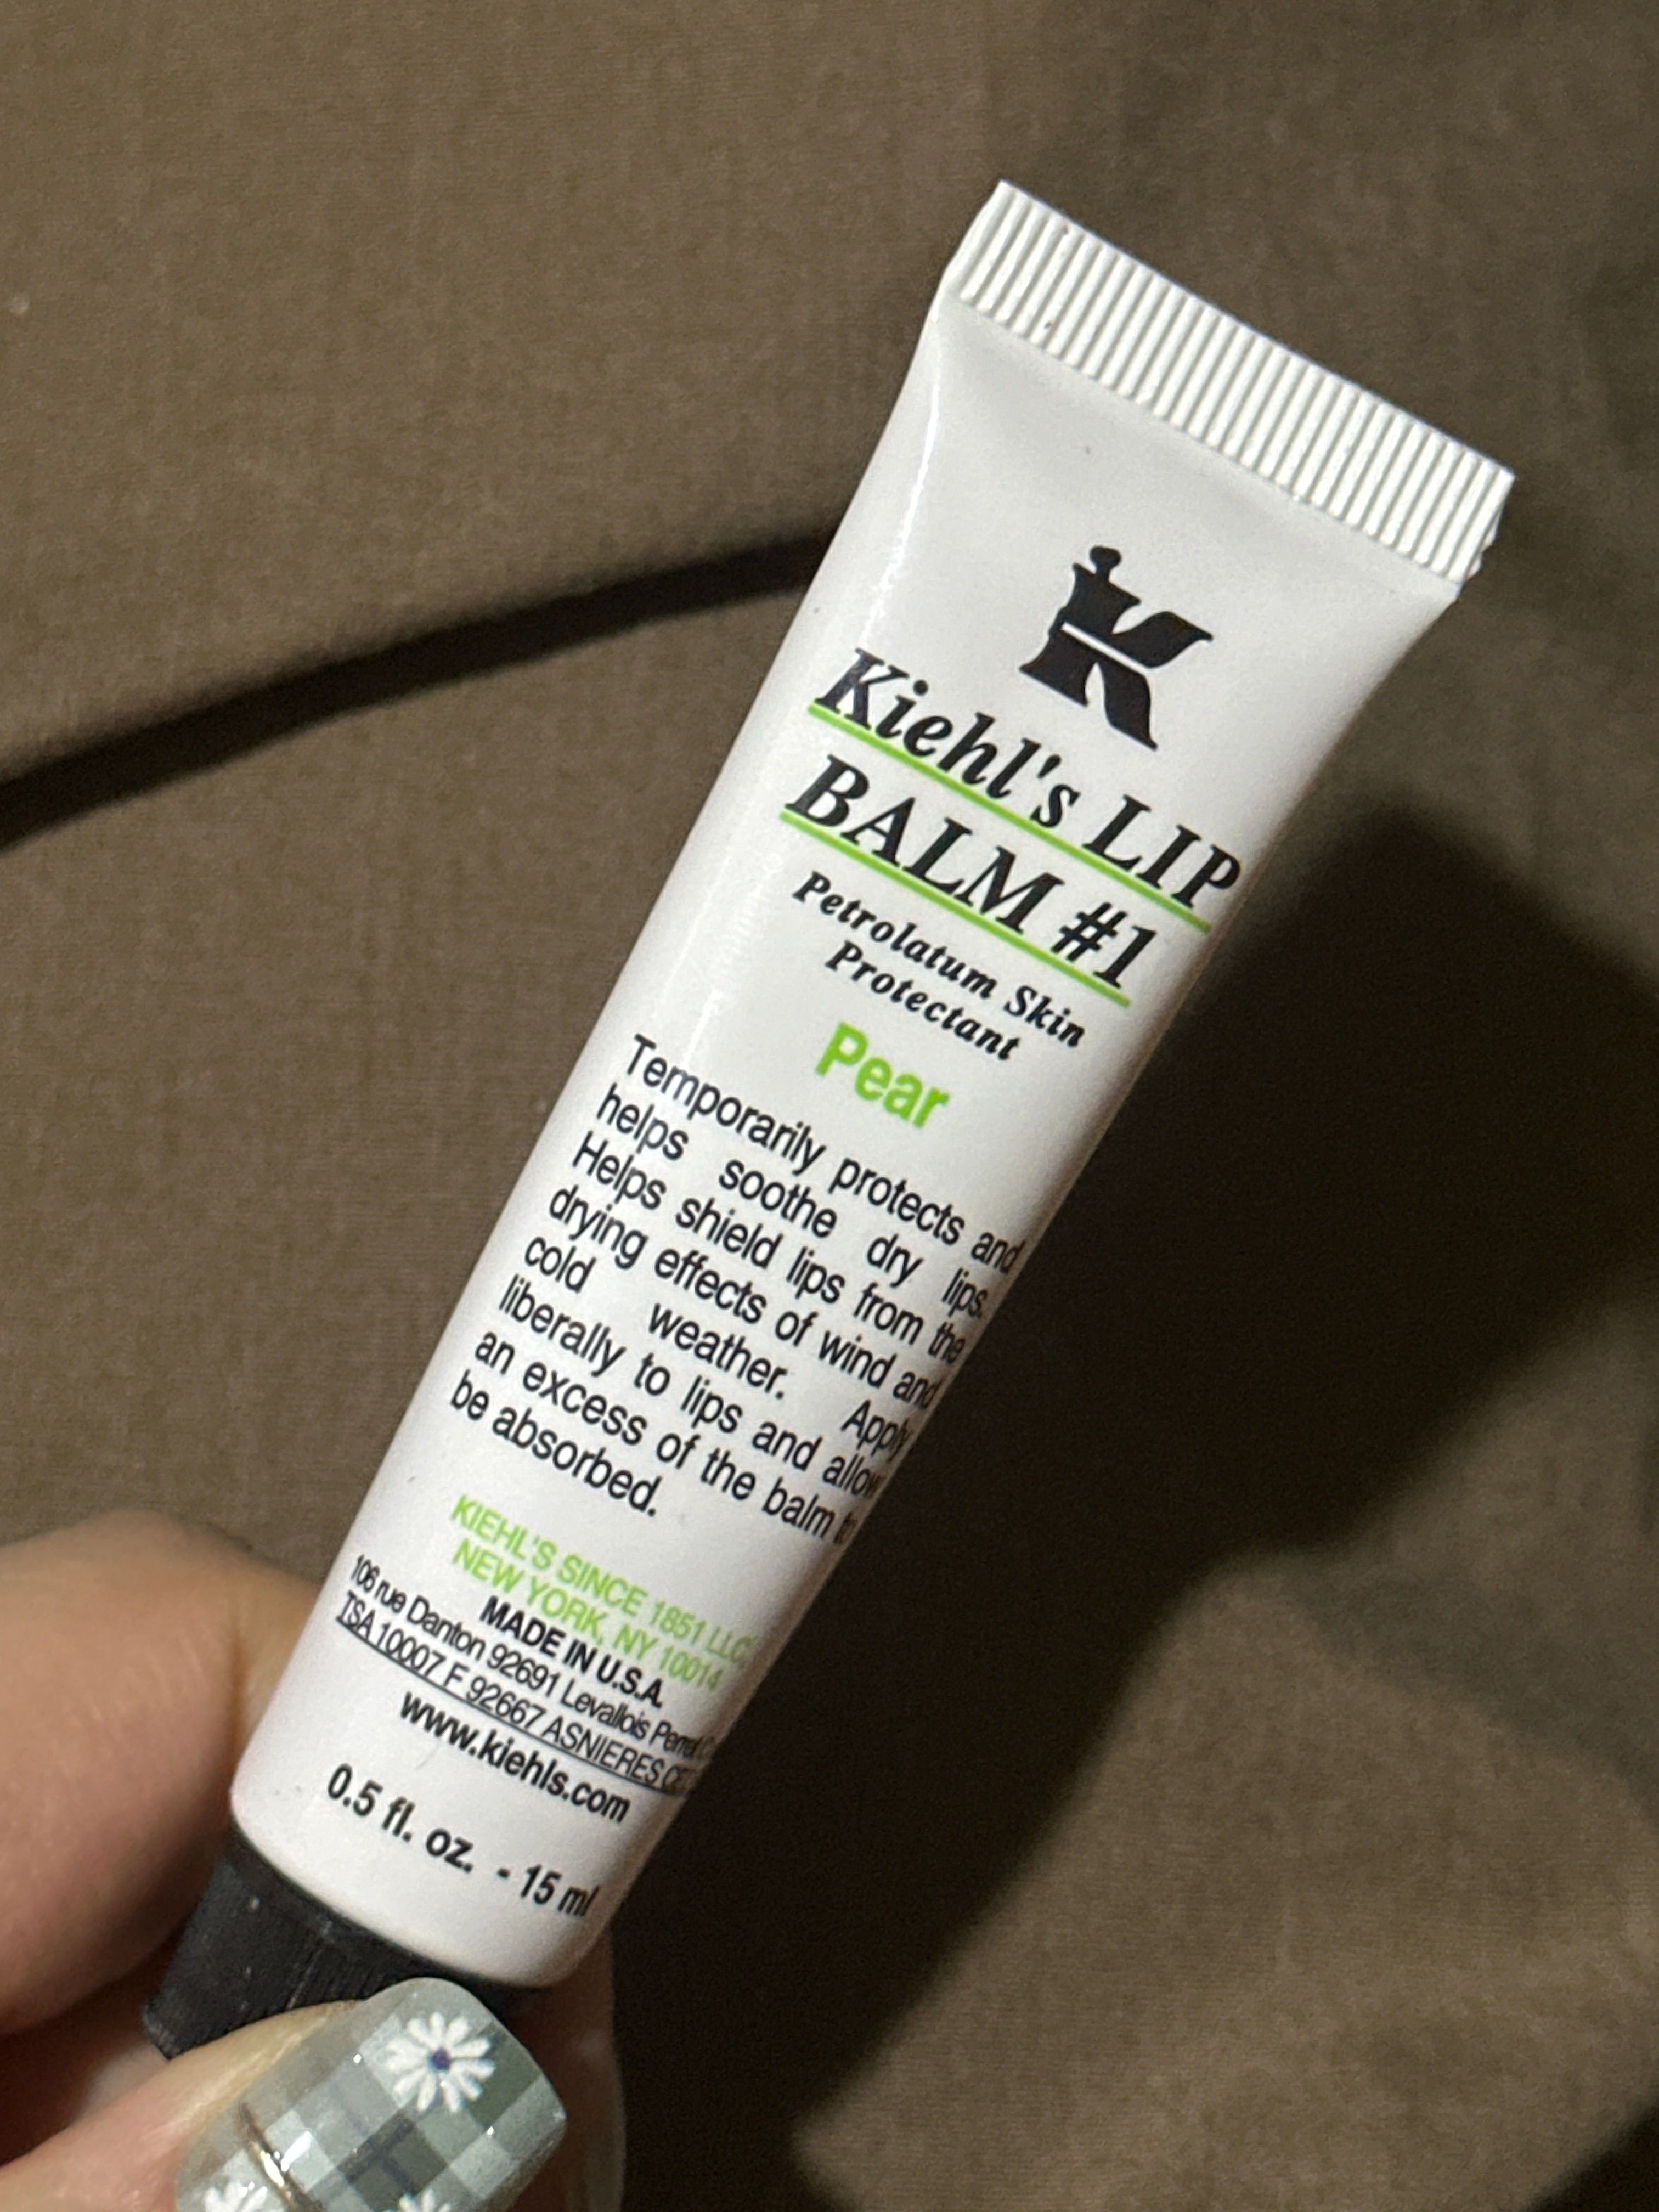 K
Kiehl's LIP
BALM #1
Petrolatum Skin
Protectant
Pear
Temporarily protects and
helps soothe dry lips.
Helps shield lips from the
drying effects of wind and
cold weather. Apply
liberally to lips and allow
an excess of the balm to
be absorbed.
KIEHL'S SINCE 1851 LLC
NEW YORK, NY 10014
MADE IN U.S.A.
106 rue Danton 92691 Levallois Perret
TSA 10007 F 92667 ASNIERES
www.kiehls.com
0.5 fl. oz. - 15 ml